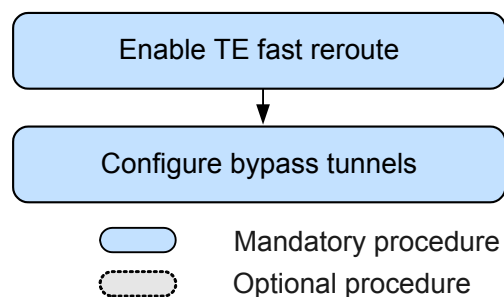 Enable TE fast reroute
Configure bypass tunnels
Mandatory procedure
Optional procedure